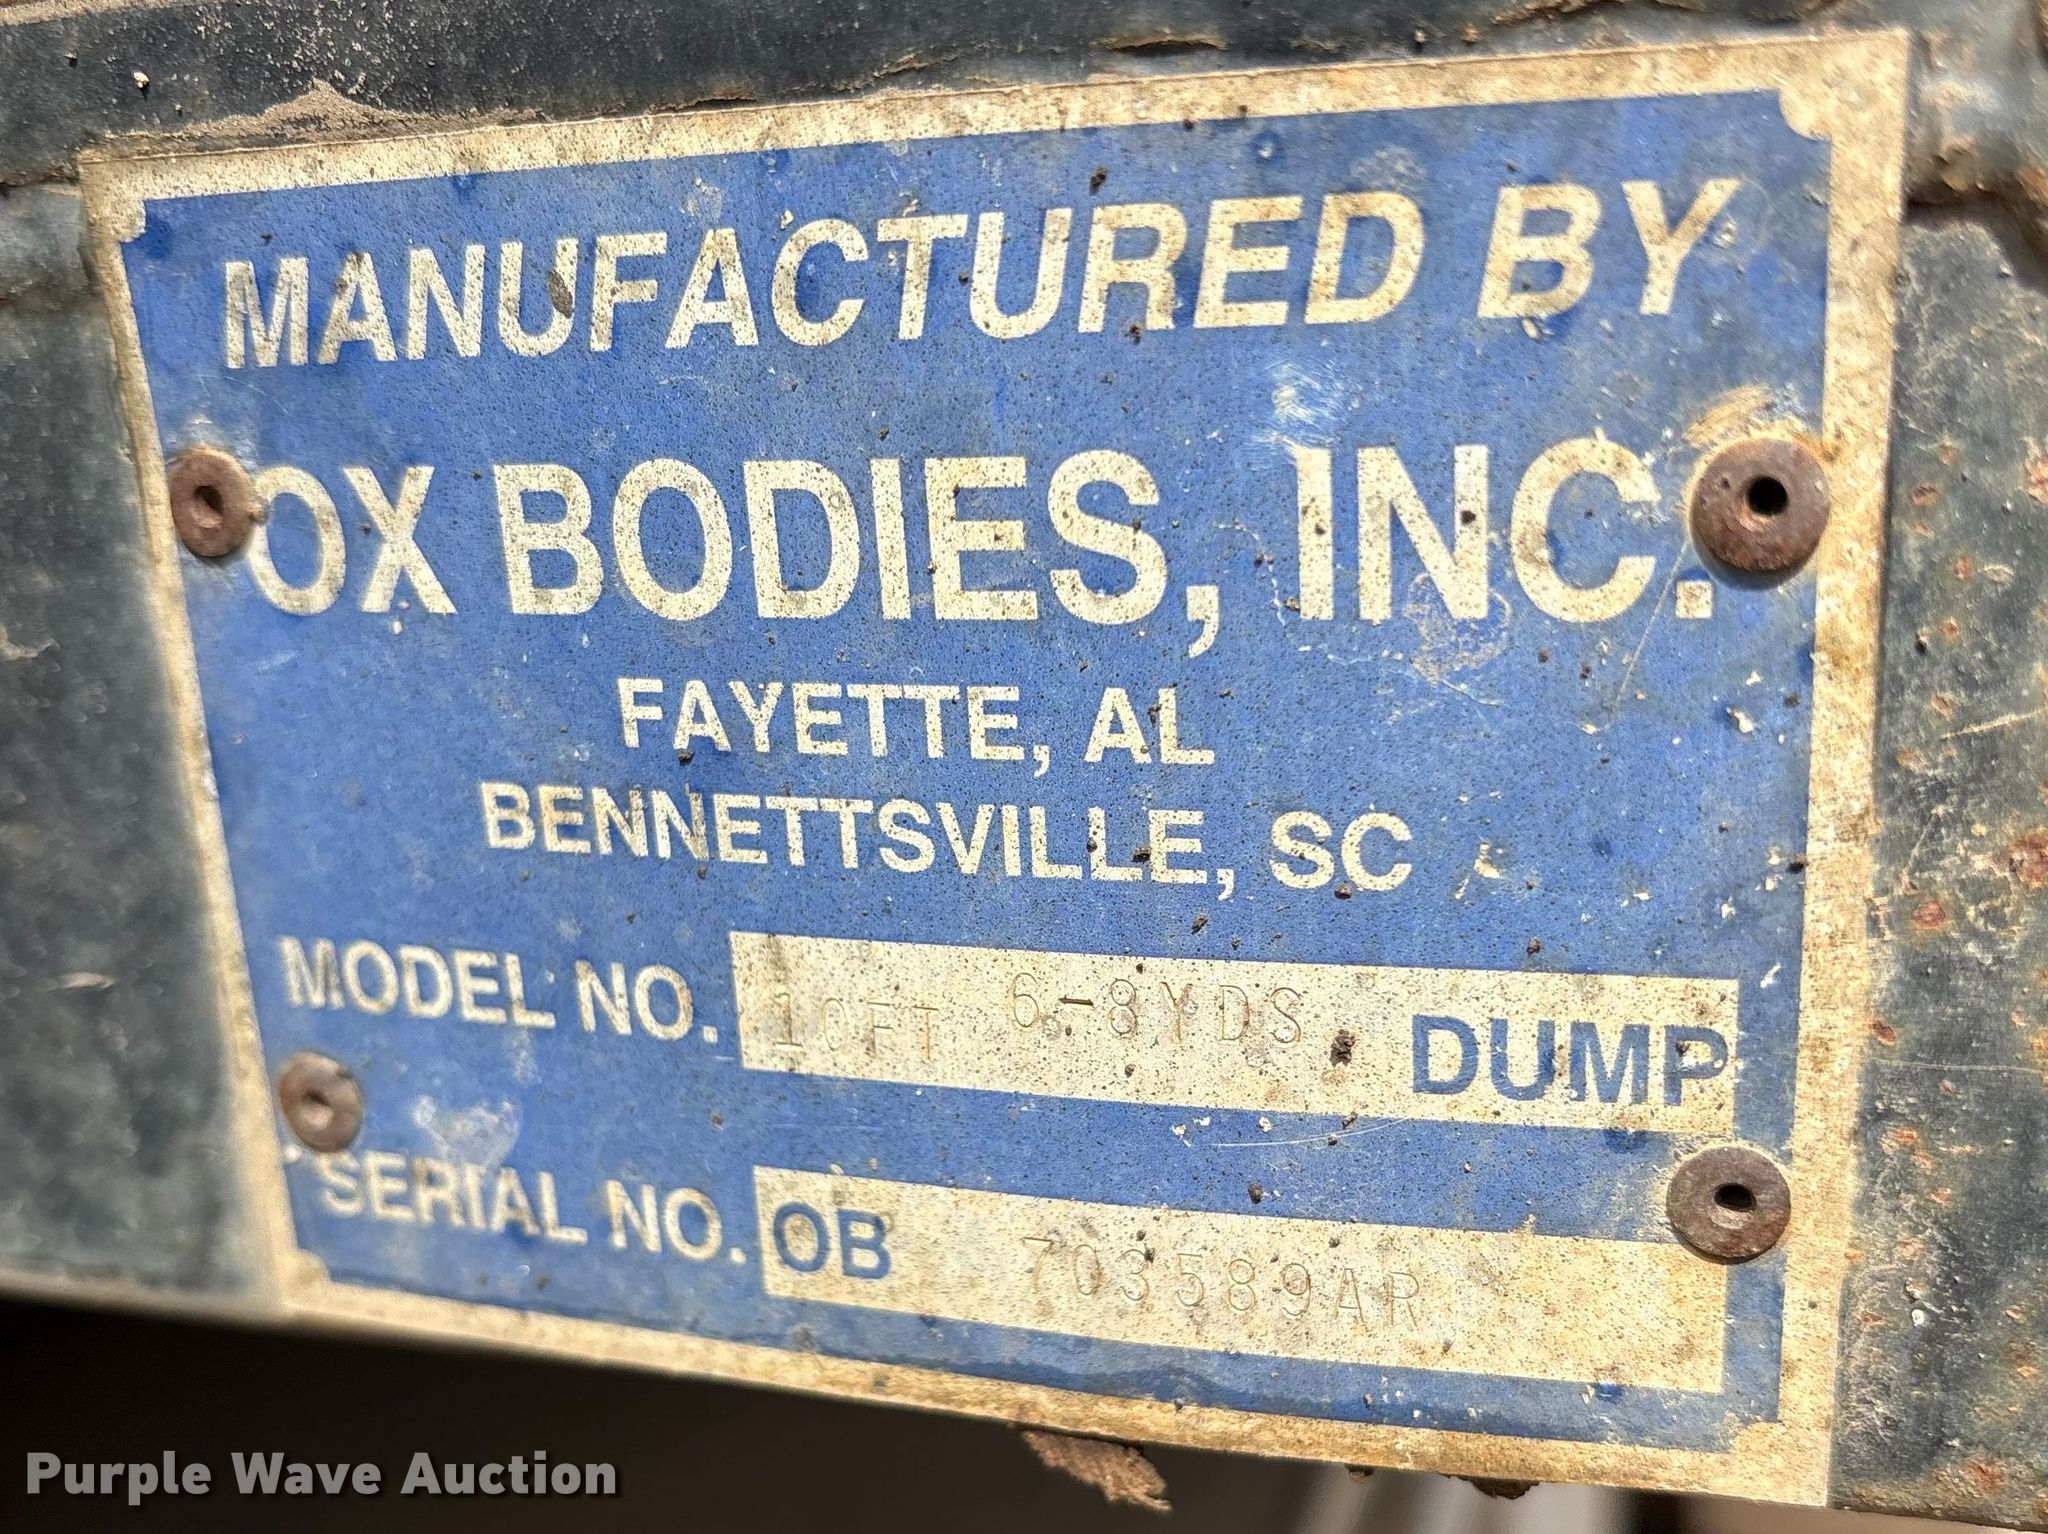 MANUFACTURED BY
OX BODIES, INC.
FAYETTE, AL
BENNETTSVILLE, SC
MODEL NO. 10FT 6-8YDS DUMP
SERIAL NO. OB 703589AR
Purple Wave Auction